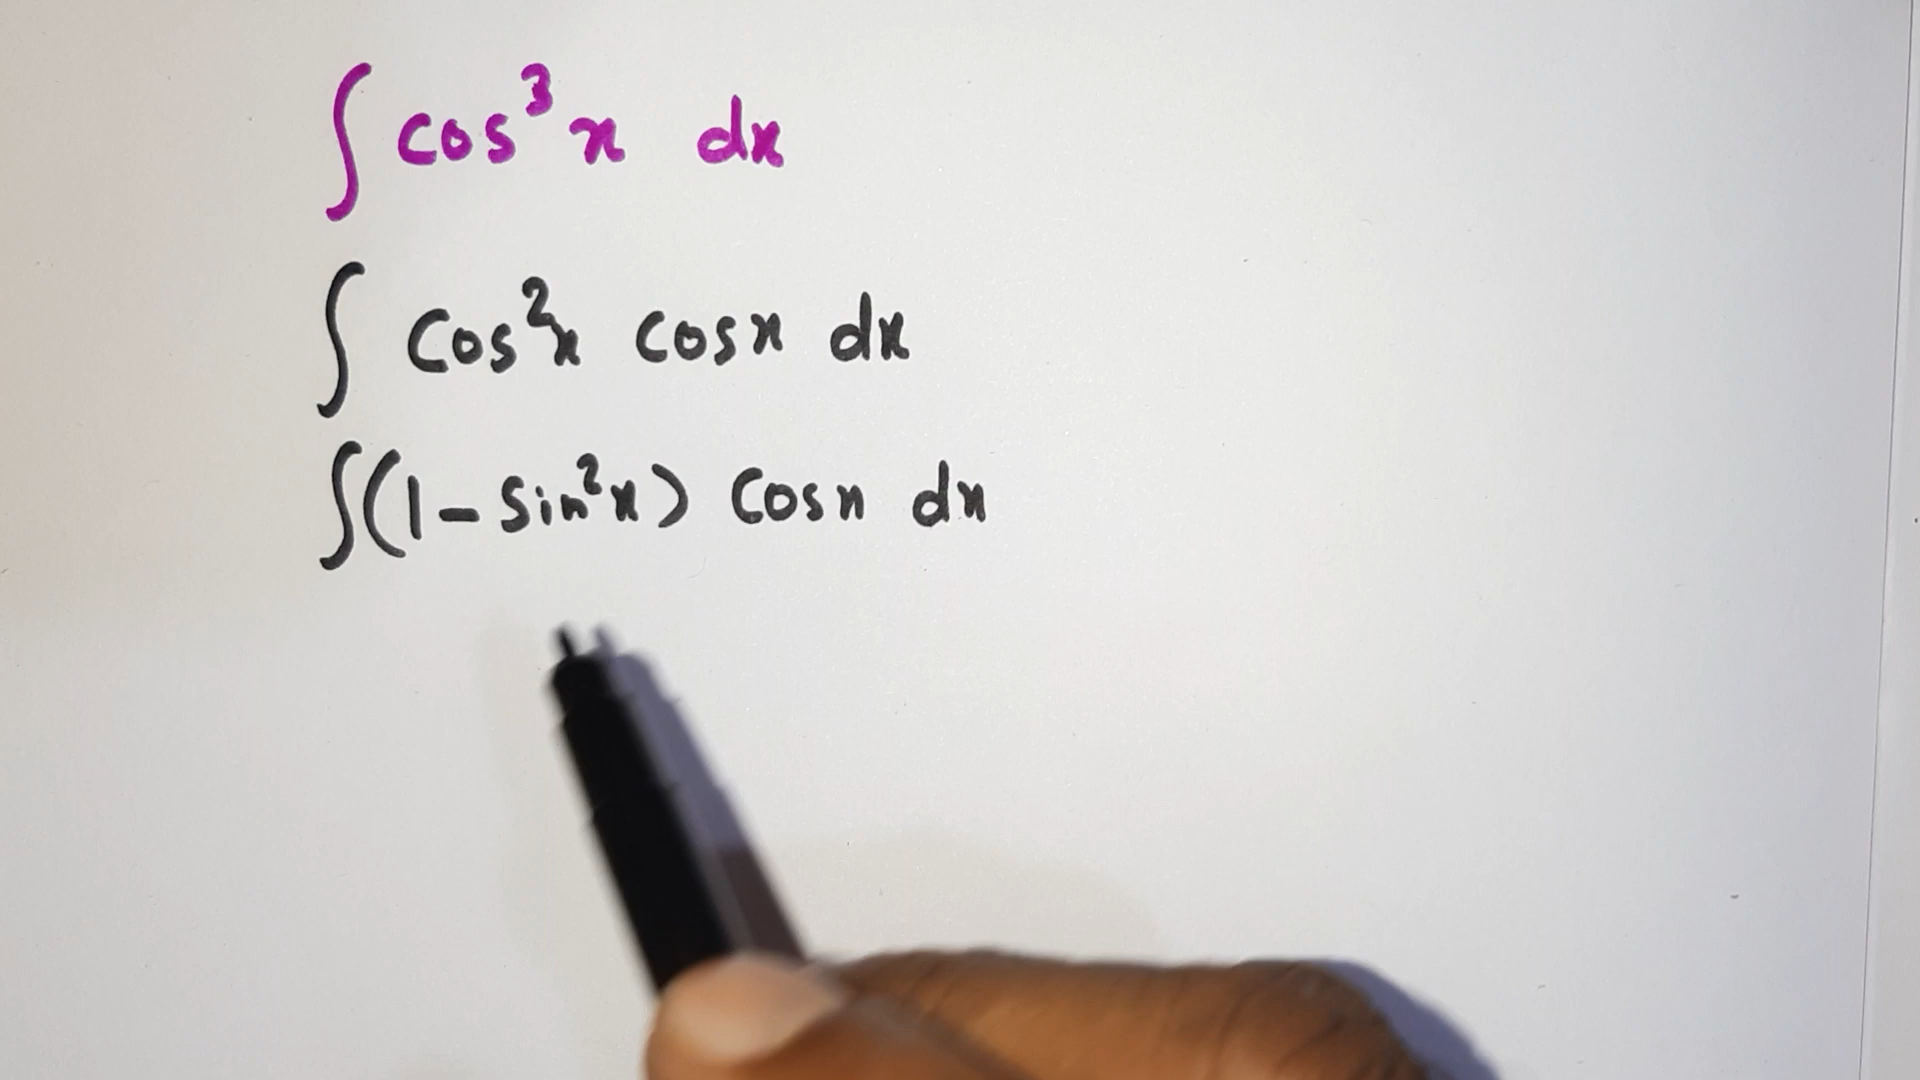 ∫ cos³x dx
∫ cos²x cosx dx
∫(1 - sin²x) cosx dx